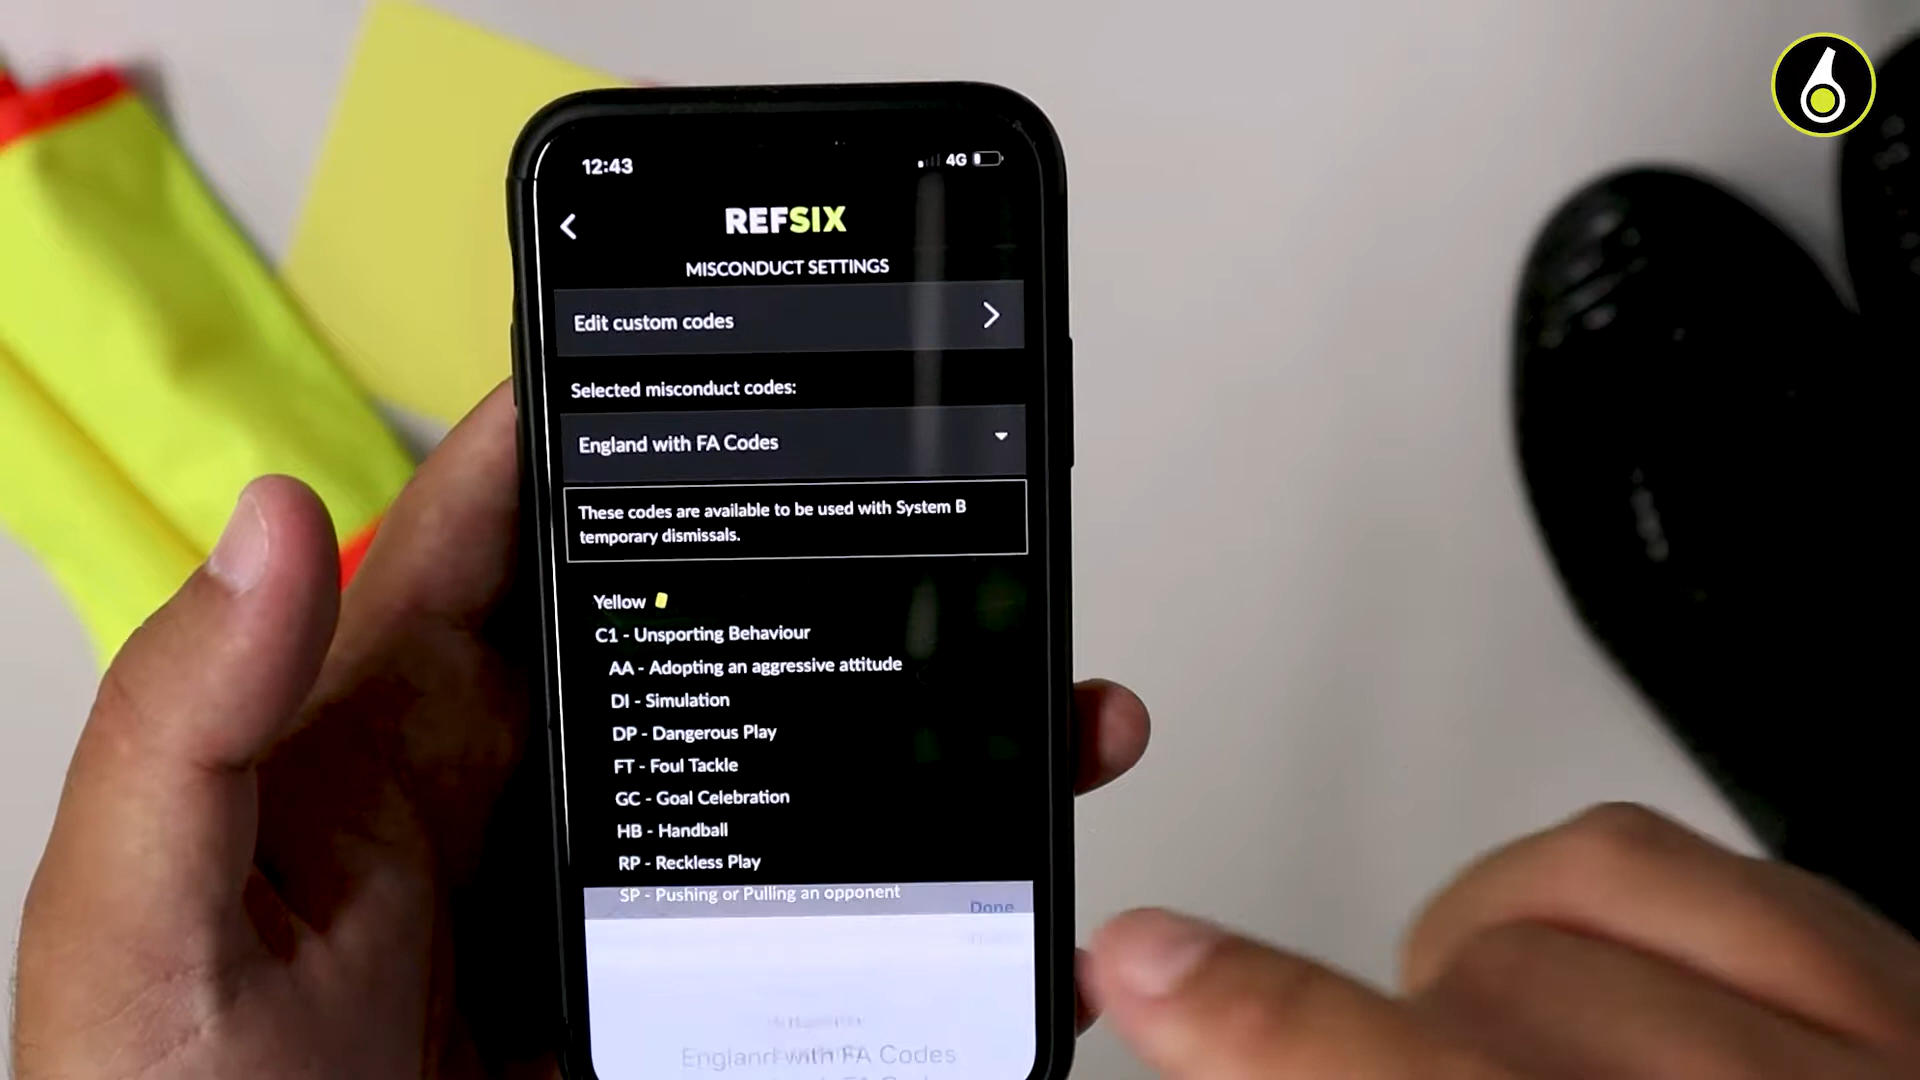 12:43
4G
REFSIX
MISCONDUCT SETTINGS
Edit custom codes
Selected misconduct codes:
England with FA Codes
These codes are available to be used with System B
temporary dismissals.
Yellow
C1 - Unsporting Behaviour
AA - Adopting an aggressive attitude
DI - Simulation
DP - Dangerous Play
FT - Foul Tackle
GC - Goal Celebration
HB - Handball
RP - Reckless Play
SP - Pushing or Pulling an opponent
Done
England with FA Codes